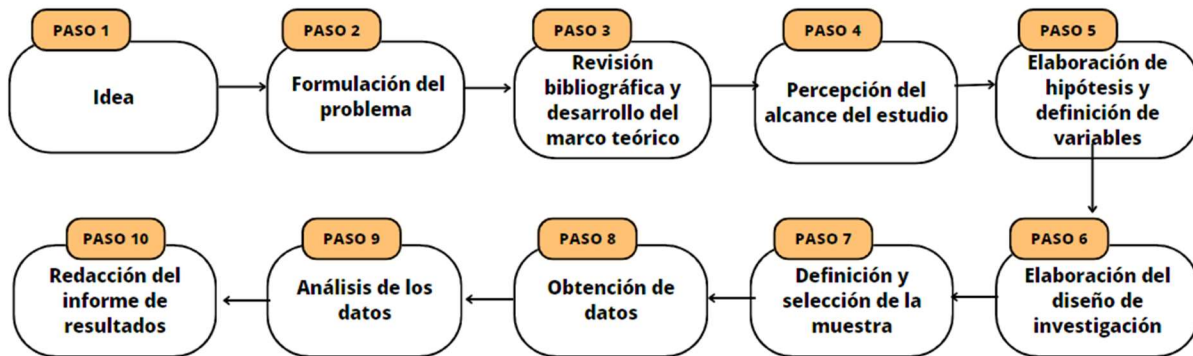 PASO 1
Idea
PASO 2
Formulación del
problema
PASO 3
Revisión
bibliográfica y
desarrollo del
marco teórico
PASO 4
Percepción del
alcance del estudio
PASO 5
Elaboración de
hipótesis y
definición de
variables
PASO 6
Elaboración del
diseño de
investigación
PASO 7
Definición y
selección de la
muestra
PASO 8
Obtención de
datos
PASO 9
Análisis de los
datos
PASO 10
Redacción del
informe de
resultados